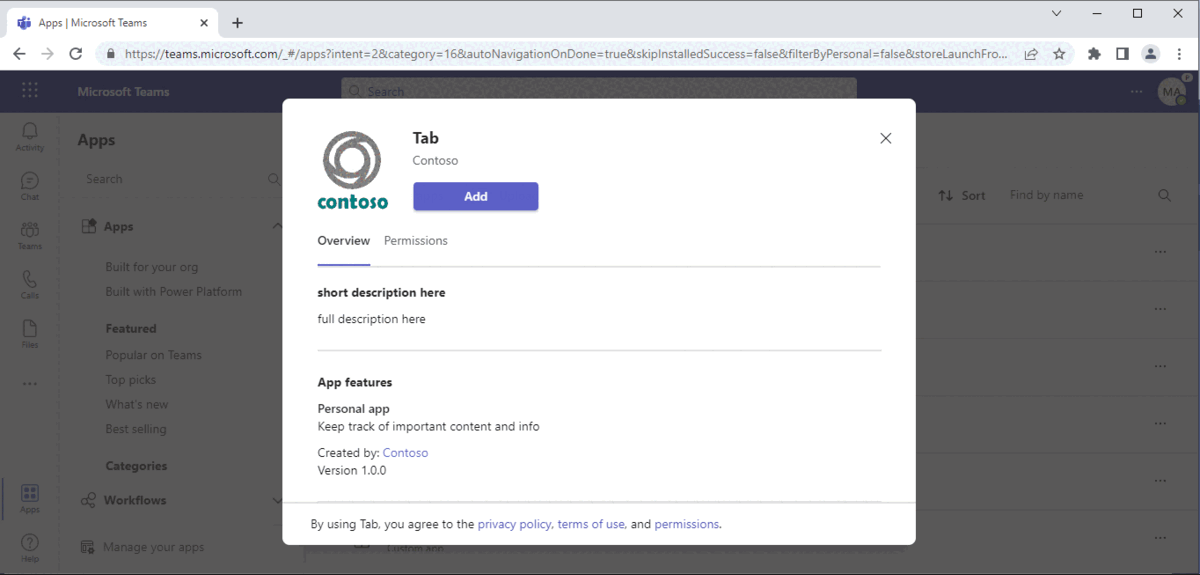 Apps | Microsoft Teams
https://teams.microsoft.com/_#/apps?intent=2&category=16&autoNavigationOnDone=true&skipInstalledSuccess=false&filterByPersonal=false&storeLaunchFro...
Microsoft Teams
Search
MA
Activity
Chat
Teams
Calls
Files
Apps
Help
Apps
Search
Apps
Built for your org
Built with Power Platform
Featured
Popular on Teams
Top picks
What's new
Best selling
Categories
Workflows
Manage your apps
Sort
Find by name
contoso
Tab
Contoso
Add
Overview Permissions
short description here
full description here
App features
Personal app
Keep track of important content and info
Created by: Contoso
Version 1.0.0
By using Tab, you agree to the privacy policy, terms of use, and permissions.
Custom app